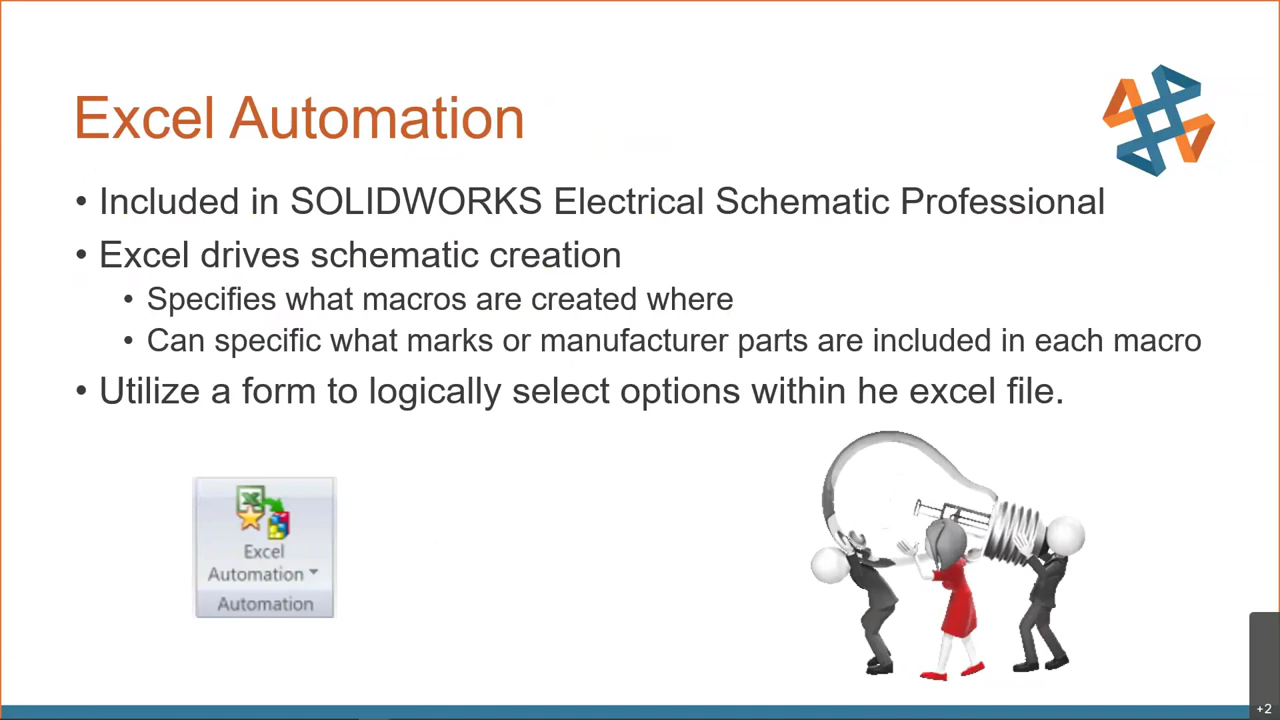 Excel Automation
• Included in SOLIDWORKS Electrical Schematic Professional
• Excel drives schematic creation
• Specifies what macros are created where
• Can specific what marks or manufacturer parts are included in each macro
• Utilize a form to logically select options within he excel file.
Excel
Automation
Automation
+2